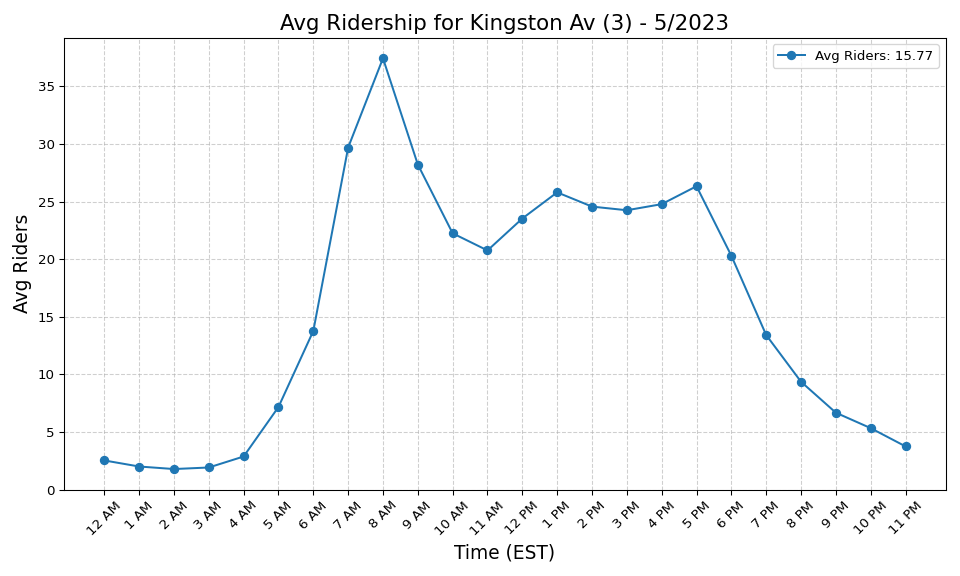 Avg Ridership for Kingston Av (3) - 5/2023
Avg Riders: 15.77
Avg Riders
35
30
25
20
15
10
5
0
12 AM
1 AM
2 AM
3 AM
4 AM
5 AM
6 AM
7 AM
8 AM
9 AM
10 AM
11 AM
12 PM
1 PM
2 PM
3 PM
4 PM
5 PM
6 PM
7 PM
8 PM
9 PM
10 PM
11 PM
Time (EST)